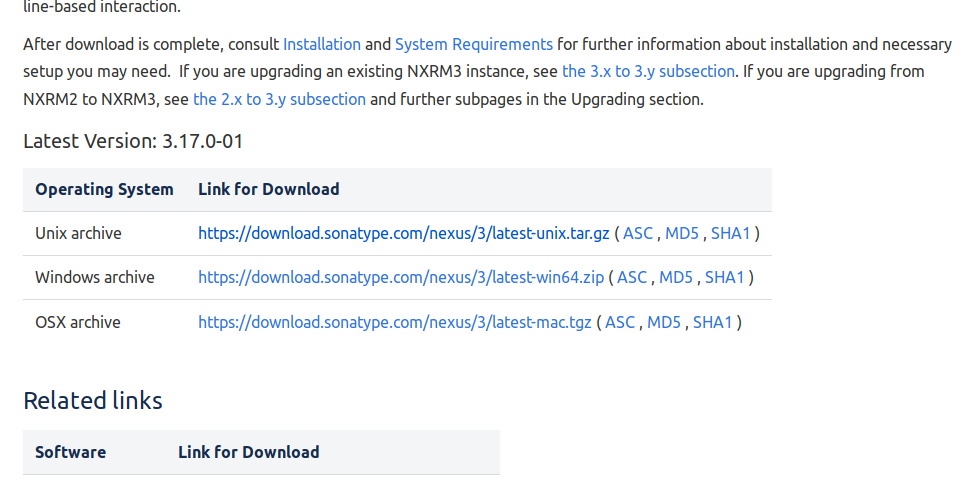 line-based interaction.
After download is complete, consult Installation and System Requirements for further information about installation and necessary
setup you may need.  If you are upgrading an existing NXRM3 instance, see the 3.x to 3.y subsection. If you are upgrading from
NXRM2 to NXRM3, see the 2.x to 3.y subsection and further subpages in the Upgrading section.
Latest Version: 3.17.0-01
Operating System Link for Download
Unix archive https://download.sonatype.com/nexus/3/latest-unix.tar.gz ( ASC , MD5 , SHA1 )
Windows archive https://download.sonatype.com/nexus/3/latest-win64.zip ( ASC , MD5 , SHA1 )
OSX archive https://download.sonatype.com/nexus/3/latest-mac.tgz ( ASC , MD5 , SHA1 )
Related links
Software Link for Download